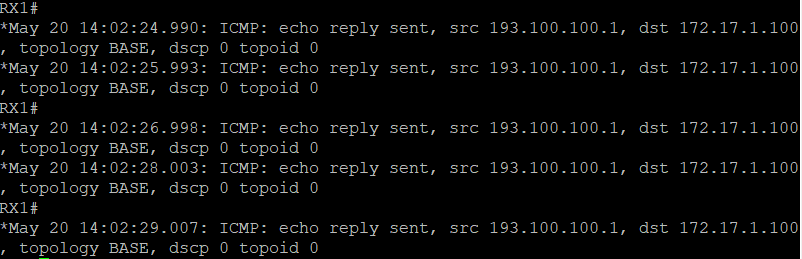 RX1#
*May 20 14:02:24.990: ICMP: echo reply sent, src 193.100.100.1, dst 172.17.1.100
, topology BASE, dscp 0 topoid 0
*May 20 14:02:25.993: ICMP: echo reply sent, src 193.100.100.1, dst 172.17.1.100
, topology BASE, dscp 0 topoid 0
RX1#
*May 20 14:02:26.998: ICMP: echo reply sent, src 193.100.100.1, dst 172.17.1.100
, topology BASE, dscp 0 topoid 0
*May 20 14:02:28.003: ICMP: echo reply sent, src 193.100.100.1, dst 172.17.1.100
, topology BASE, dscp 0 topoid 0
RX1#
*May 20 14:02:29.007: ICMP: echo reply sent, src 193.100.100.1, dst 172.17.1.100
, topology BASE, dscp 0 topoid 0